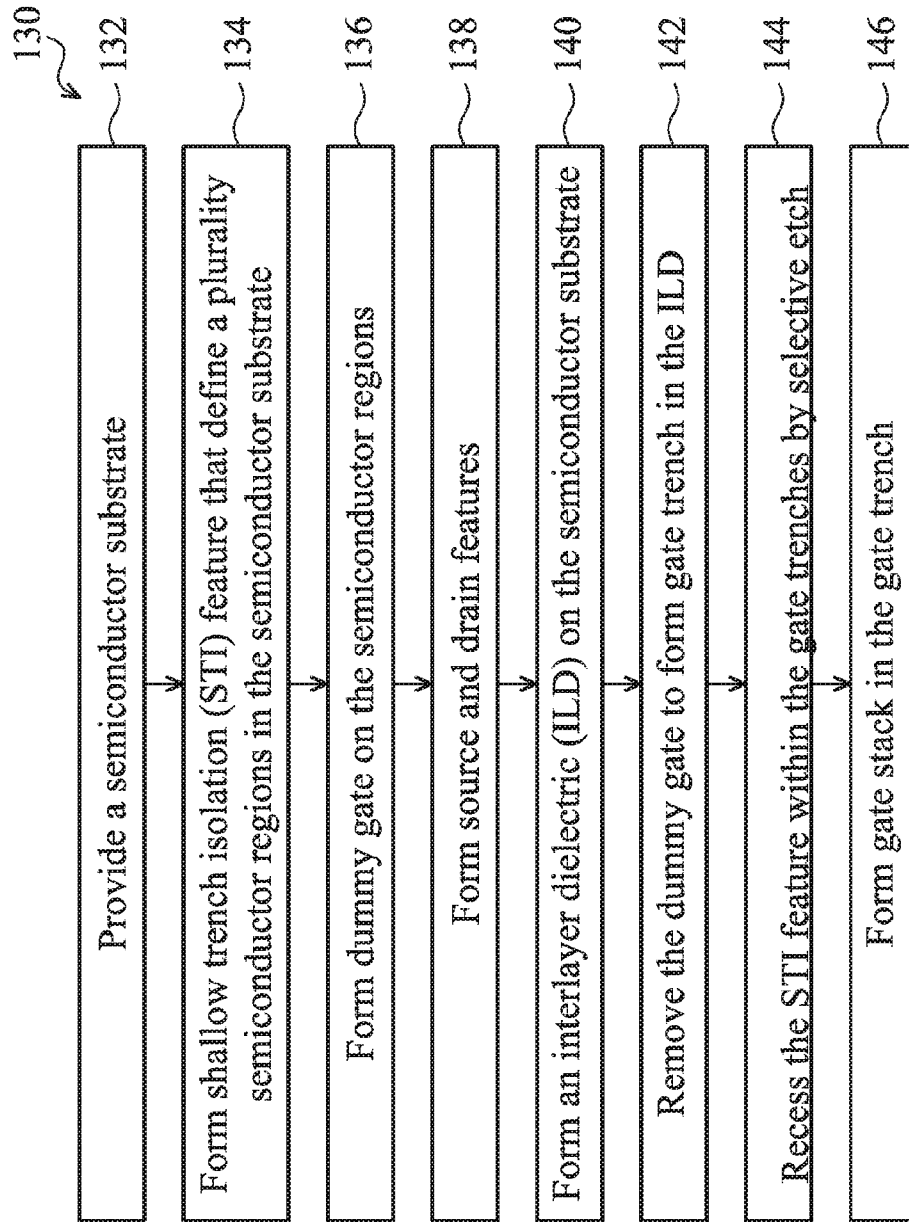 130
Provide a semiconductor substrate 132
Form shallow trench isolation (STI) feature that define a plurality 134
semiconductor regions in the semiconductor substrate
Form dummy gate on the semiconductor regions 136
Form source and drain features 138
Form an interlayer dielectric (ILD) on the semiconductor substrate 140
Remove the dummy gate to form gate trench in the ILD 142
Recess the STI feature within the gate trenches by selective etch 144
Form gate stack in the gate trench 146